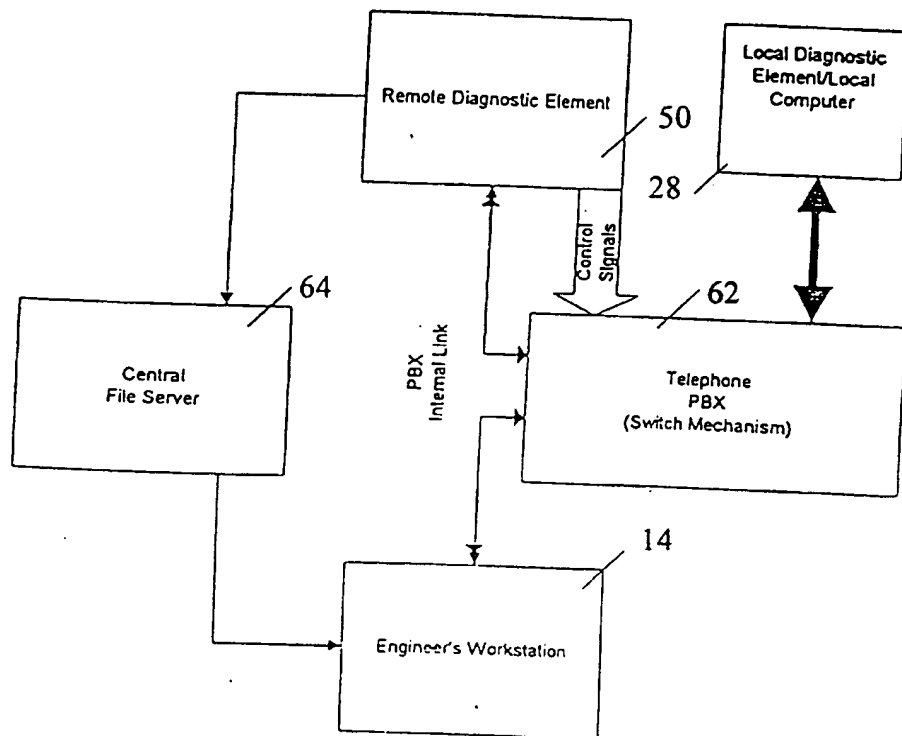 Remote Diagnostic Element
50
Local Diagnostic
Element/Local
Computer
28
Control
Signals
64
62
Central
File Server
PBX
Internal Link
Telephone
PBX
(Switch Mechanism)
14
Engineer's Workstation